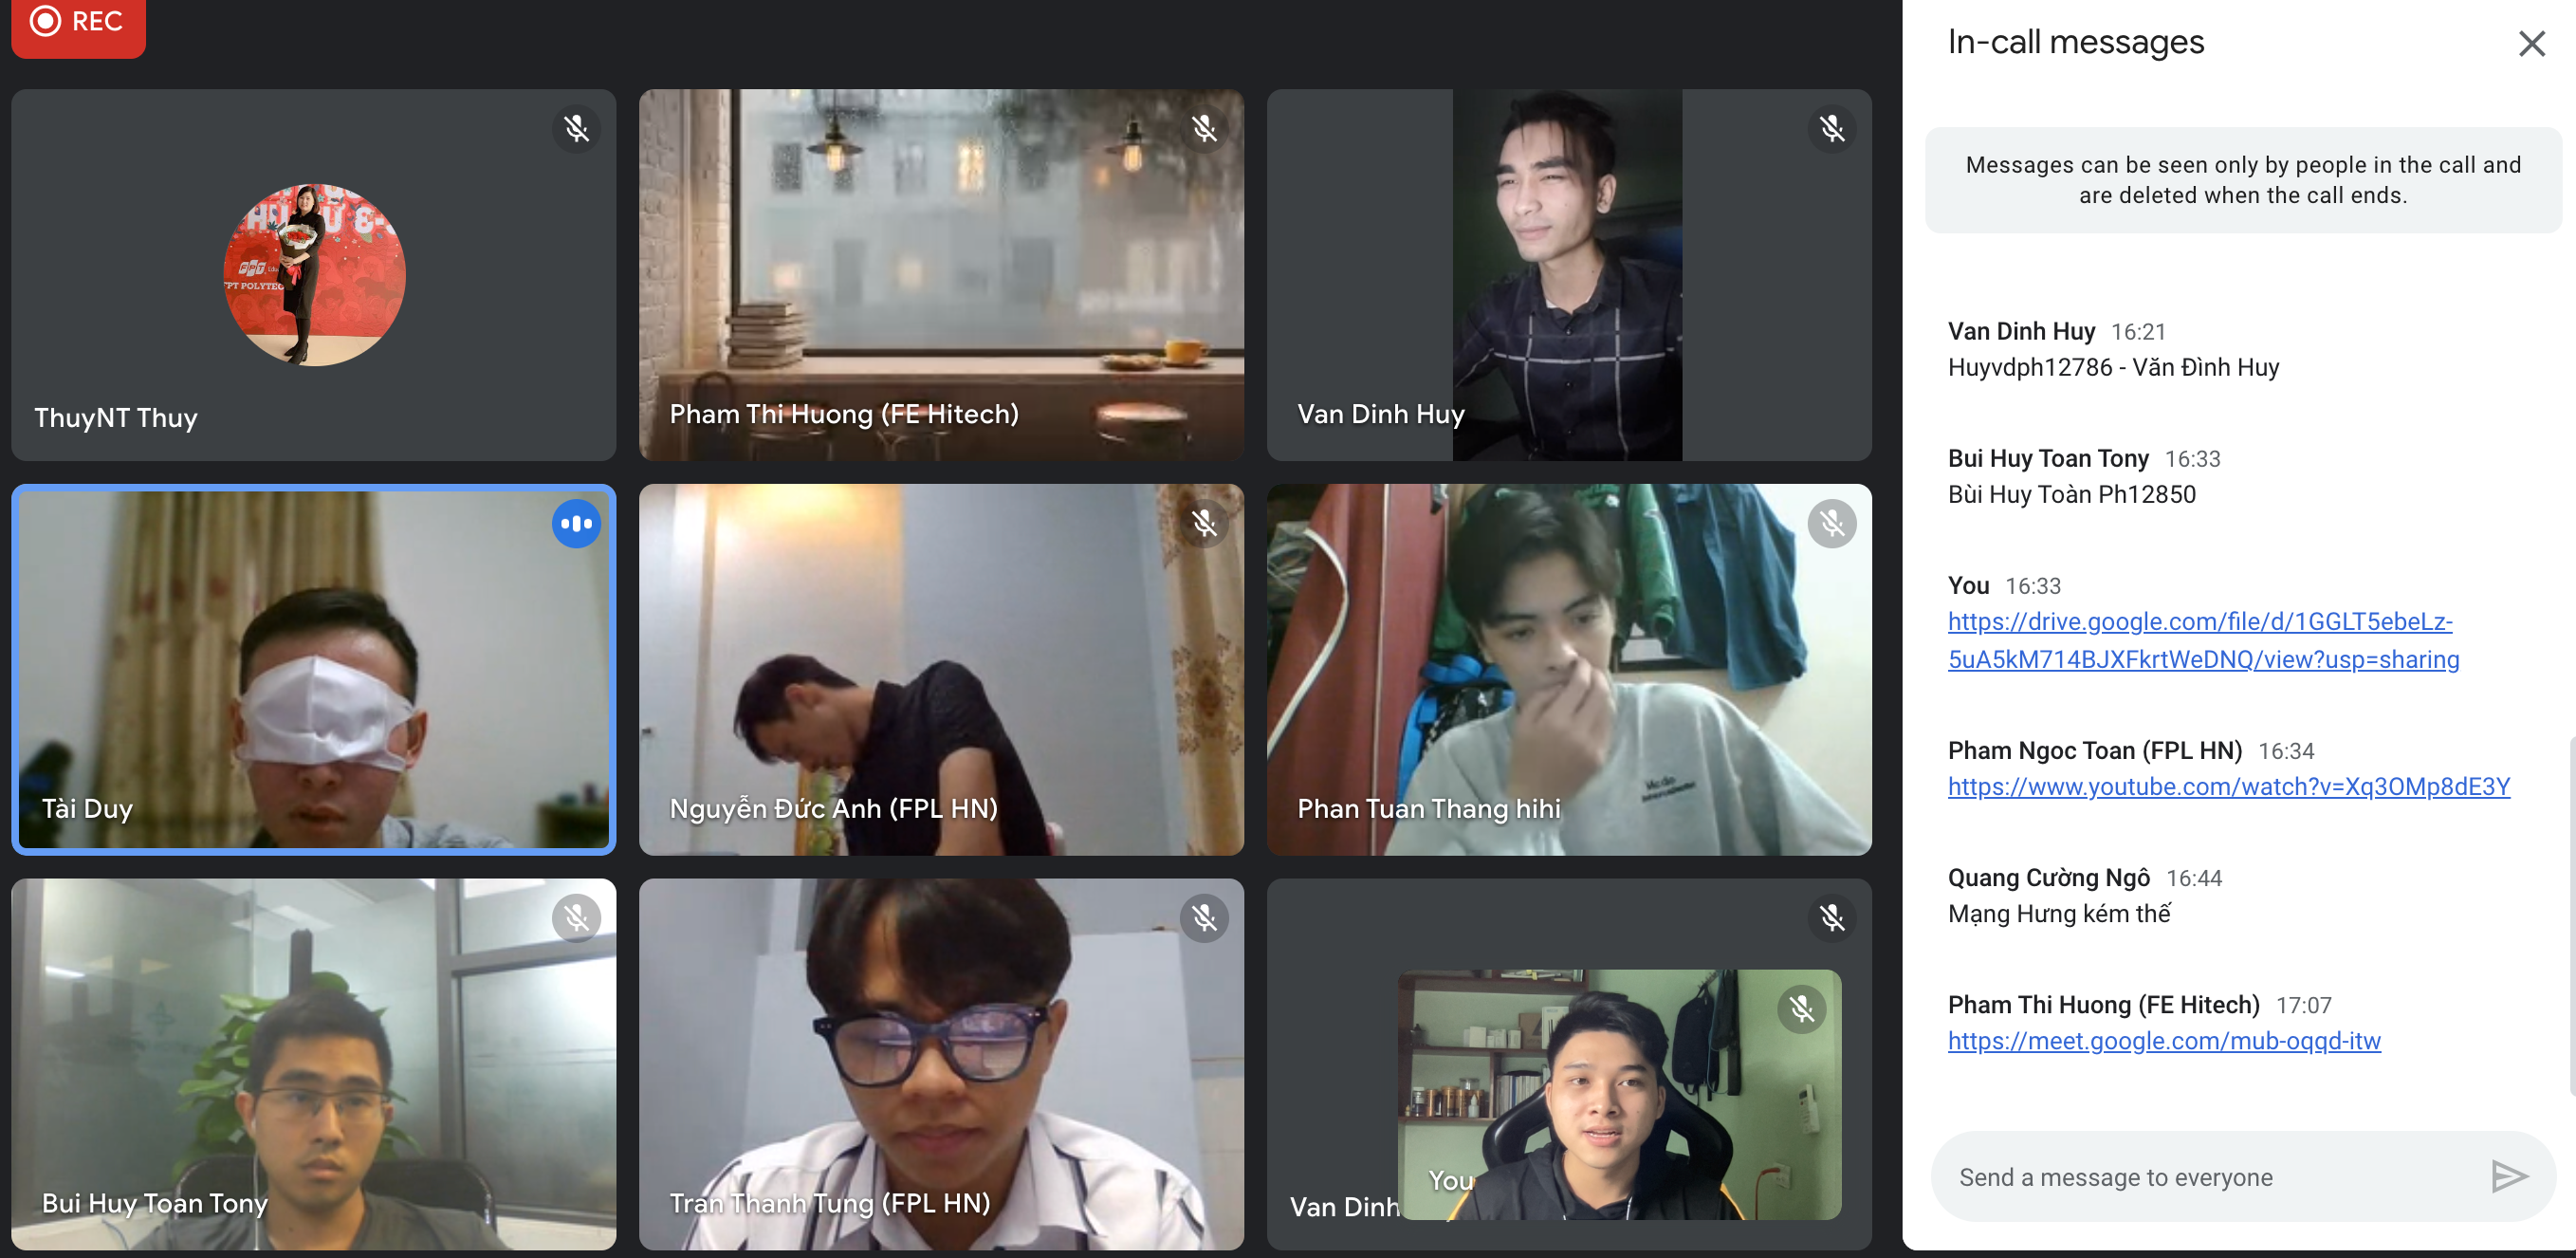 REC
In-call messages
Messages can be seen only by people in the call and
are deleted when the call ends.
FPT Edu
FPT POLYTEC
ThuyNT Thuy
Pham Thi Huong (FE Hitech)
Van Dinh Huy
Tài Duy
Nguyễn Đức Anh (FPL HN)
Phan Tuan Thang hihi
Bui Huy Toan Tony
Tran Thanh Tung (FPL HN)
Van Dinh
You
Van Dinh Huy 16:21
Huyvdph12786 - Văn Đình Huy
Bui Huy Toan Tony 16:33
Bùi Huy Toàn Ph12850
You 16:33
https://drive.google.com/file/d/1GGLT5ebeLz-
5uA5kM714BJXFkrtWeDNQ/view?usp=sharing
Pham Ngoc Toan (FPL HN) 16:34
https://www.youtube.com/watch?v=Xq3OMp8dE3Y
Quang Cường Ngô 16:44
Mạng Hưng kém thế
Pham Thi Huong (FE Hitech) 17:07
https://meet.google.com/mub-oqqd-itw
Send a message to everyone